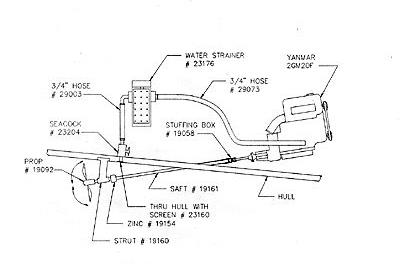 WATER STRAINER
# 23176
YANMAR
2GM20F
3/4" HOSE
# 29003
3/4" HOSE
# 29073
SEACOCK
# 23204
STUFFING BOX
# 19058
PROP
# 19092
SAFT # 19161
HULL
THRU HULL WITH
SCREEN # 23160
ZINC # 19154
STRUT # 19160